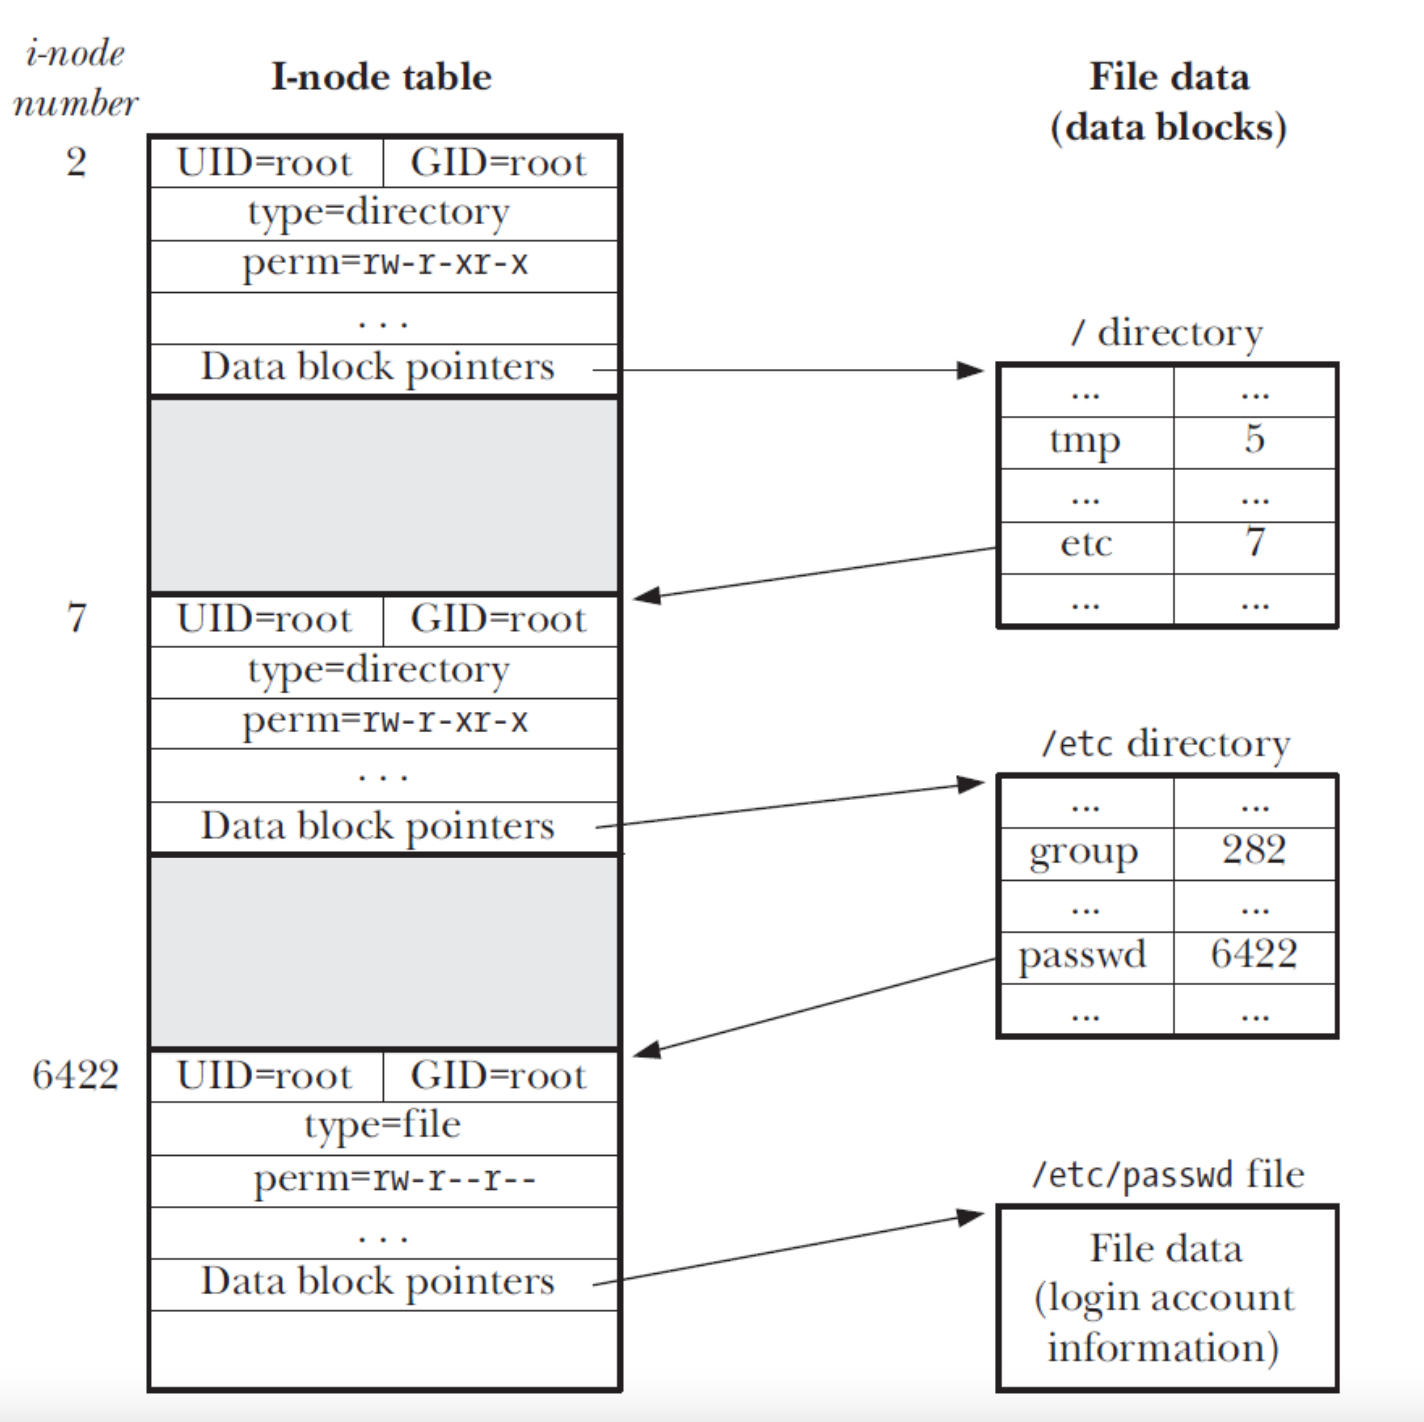 i-node
number
I-node table
File data
(data blocks)
2
UID=root GID=root
type=directory
perm=rw-r-xr-x
. . .
Data block pointers
/ directory
... ...
tmp 5
... ...
etc 7
... ...
7
UID=root GID=root
type=directory
perm=rw-r-xr-x
. . .
Data block pointers
/etc directory
... ...
group 282
... ...
passwd 6422
... ...
6422
UID=root GID=root
type=file
perm=rw-r--r--
. . .
Data block pointers
/etc/passwd file
File data
(login account
information)